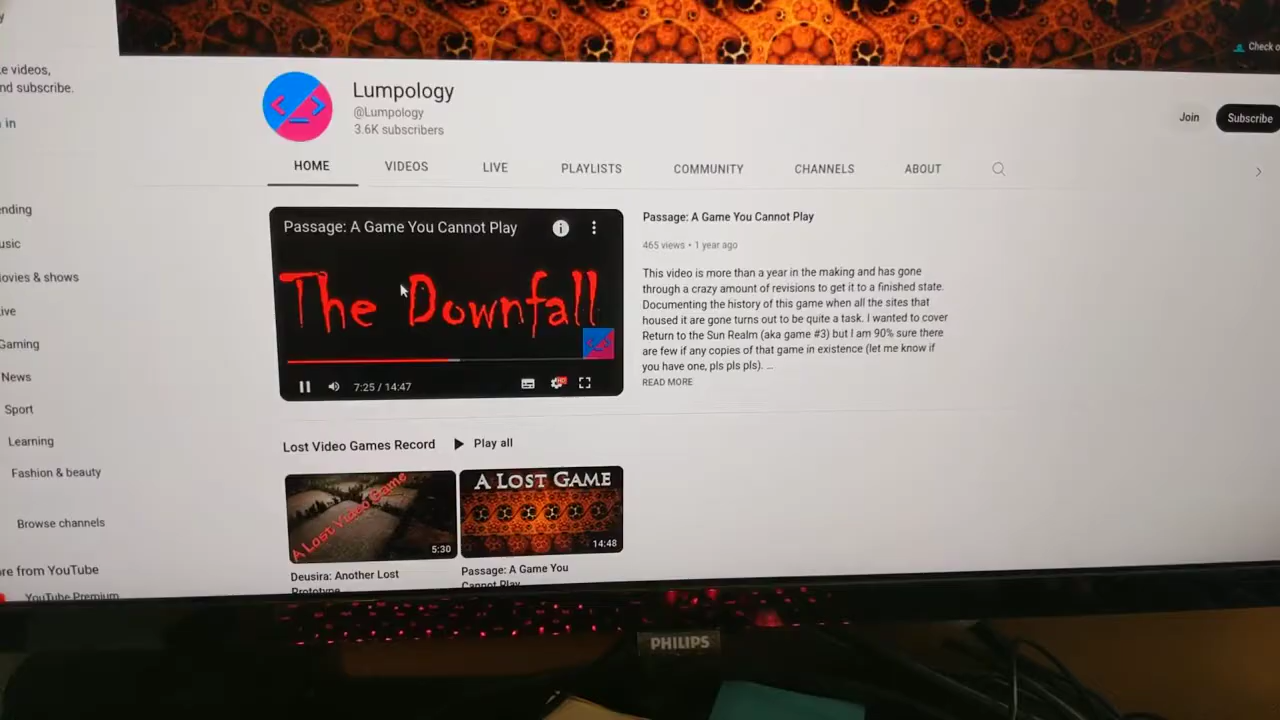 Check o
e videos,
nd subscribe.
in
Lumpology
@Lumpology
3.6K subscribers
Join
Subscribe
HOME
VIDEOS
LIVE
PLAYLISTS
COMMUNITY
CHANNELS
ABOUT
ending
usic
ovies & shows
ive
Gaming
News
Sport
Learning
Fashion & beauty
Browse channels
re from YouTube
YouTube Premium
Passage: A Game You Cannot Play
The Downfall
7:25 / 14:47
Passage: A Game You Cannot Play
465 views • 1 year ago
This video is more than a year in the making and has gone
through a crazy amount of revisions to get it to a finished state.
Documenting the history of this game when all the sites that
housed it are gone turns out to be quite a task. I wanted to cover
Return to the Sun Realm (aka game #3) but I am 90% sure there
are few if any copies of that game in existence (let me know if
you have one, pls pls pls). ...
READ MORE
Lost Video Games Record
Play all
A Lost Video Game
5:30
Deusira: Another Lost
Prototype
A LOST GAME
14:48
Passage: A Game You
Cannot Play
PHILIPS